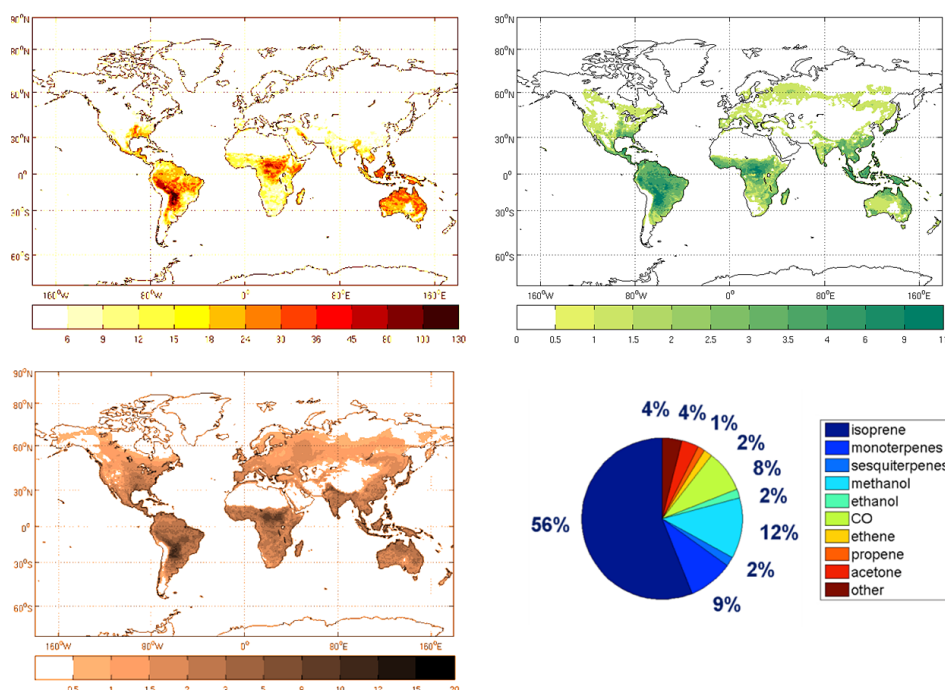 90°N
80°N
60°N
30°N
0°
30°S
60°S
160°W 80°W 0° 80°E 160°E
6 9 12 15 18 24 30 36 45 80 100 130
90°N
80°N
60°N
30°N
0°
30°S
60°S
160°W 80°W 0° 80°E 160°E
0 0.5 1 1.5 2 2.5 3 3.5 4 6 9
90°N
80°N
60°N
30°N
0°
30°S
60°S
160°W 80°W 0° 80°E 160°E
0.5 1 1.5 2 3 10 12 15 20
4% 4% 1%
2%
8%
2%
12%
2%
9%
56%
isoprene
monoterpenes
sesquiterpenes
methanol
ethanol
CO
ethene
propene
acetone
other